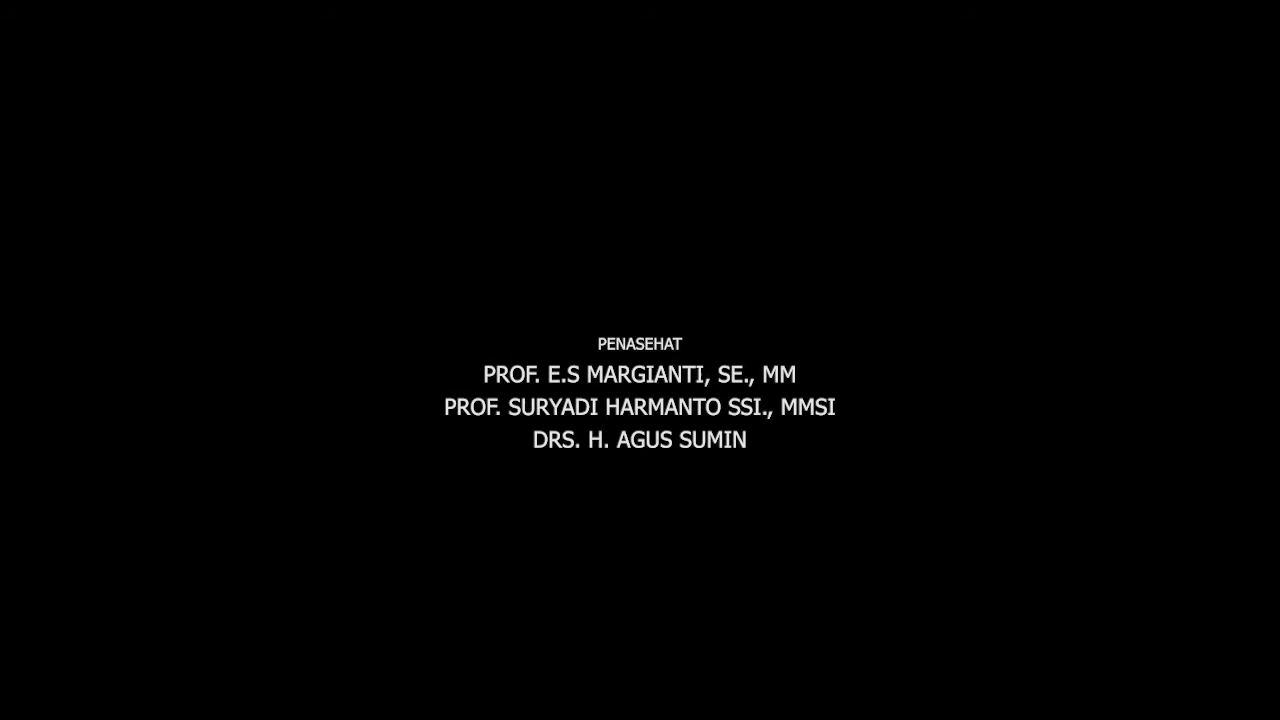 PENASEHAT
PROF. E.S MARGIANTI, SE., MM
PROF. SURYADI HARMANTO SSI., MMSI
DRS. H. AGUS SUMIN